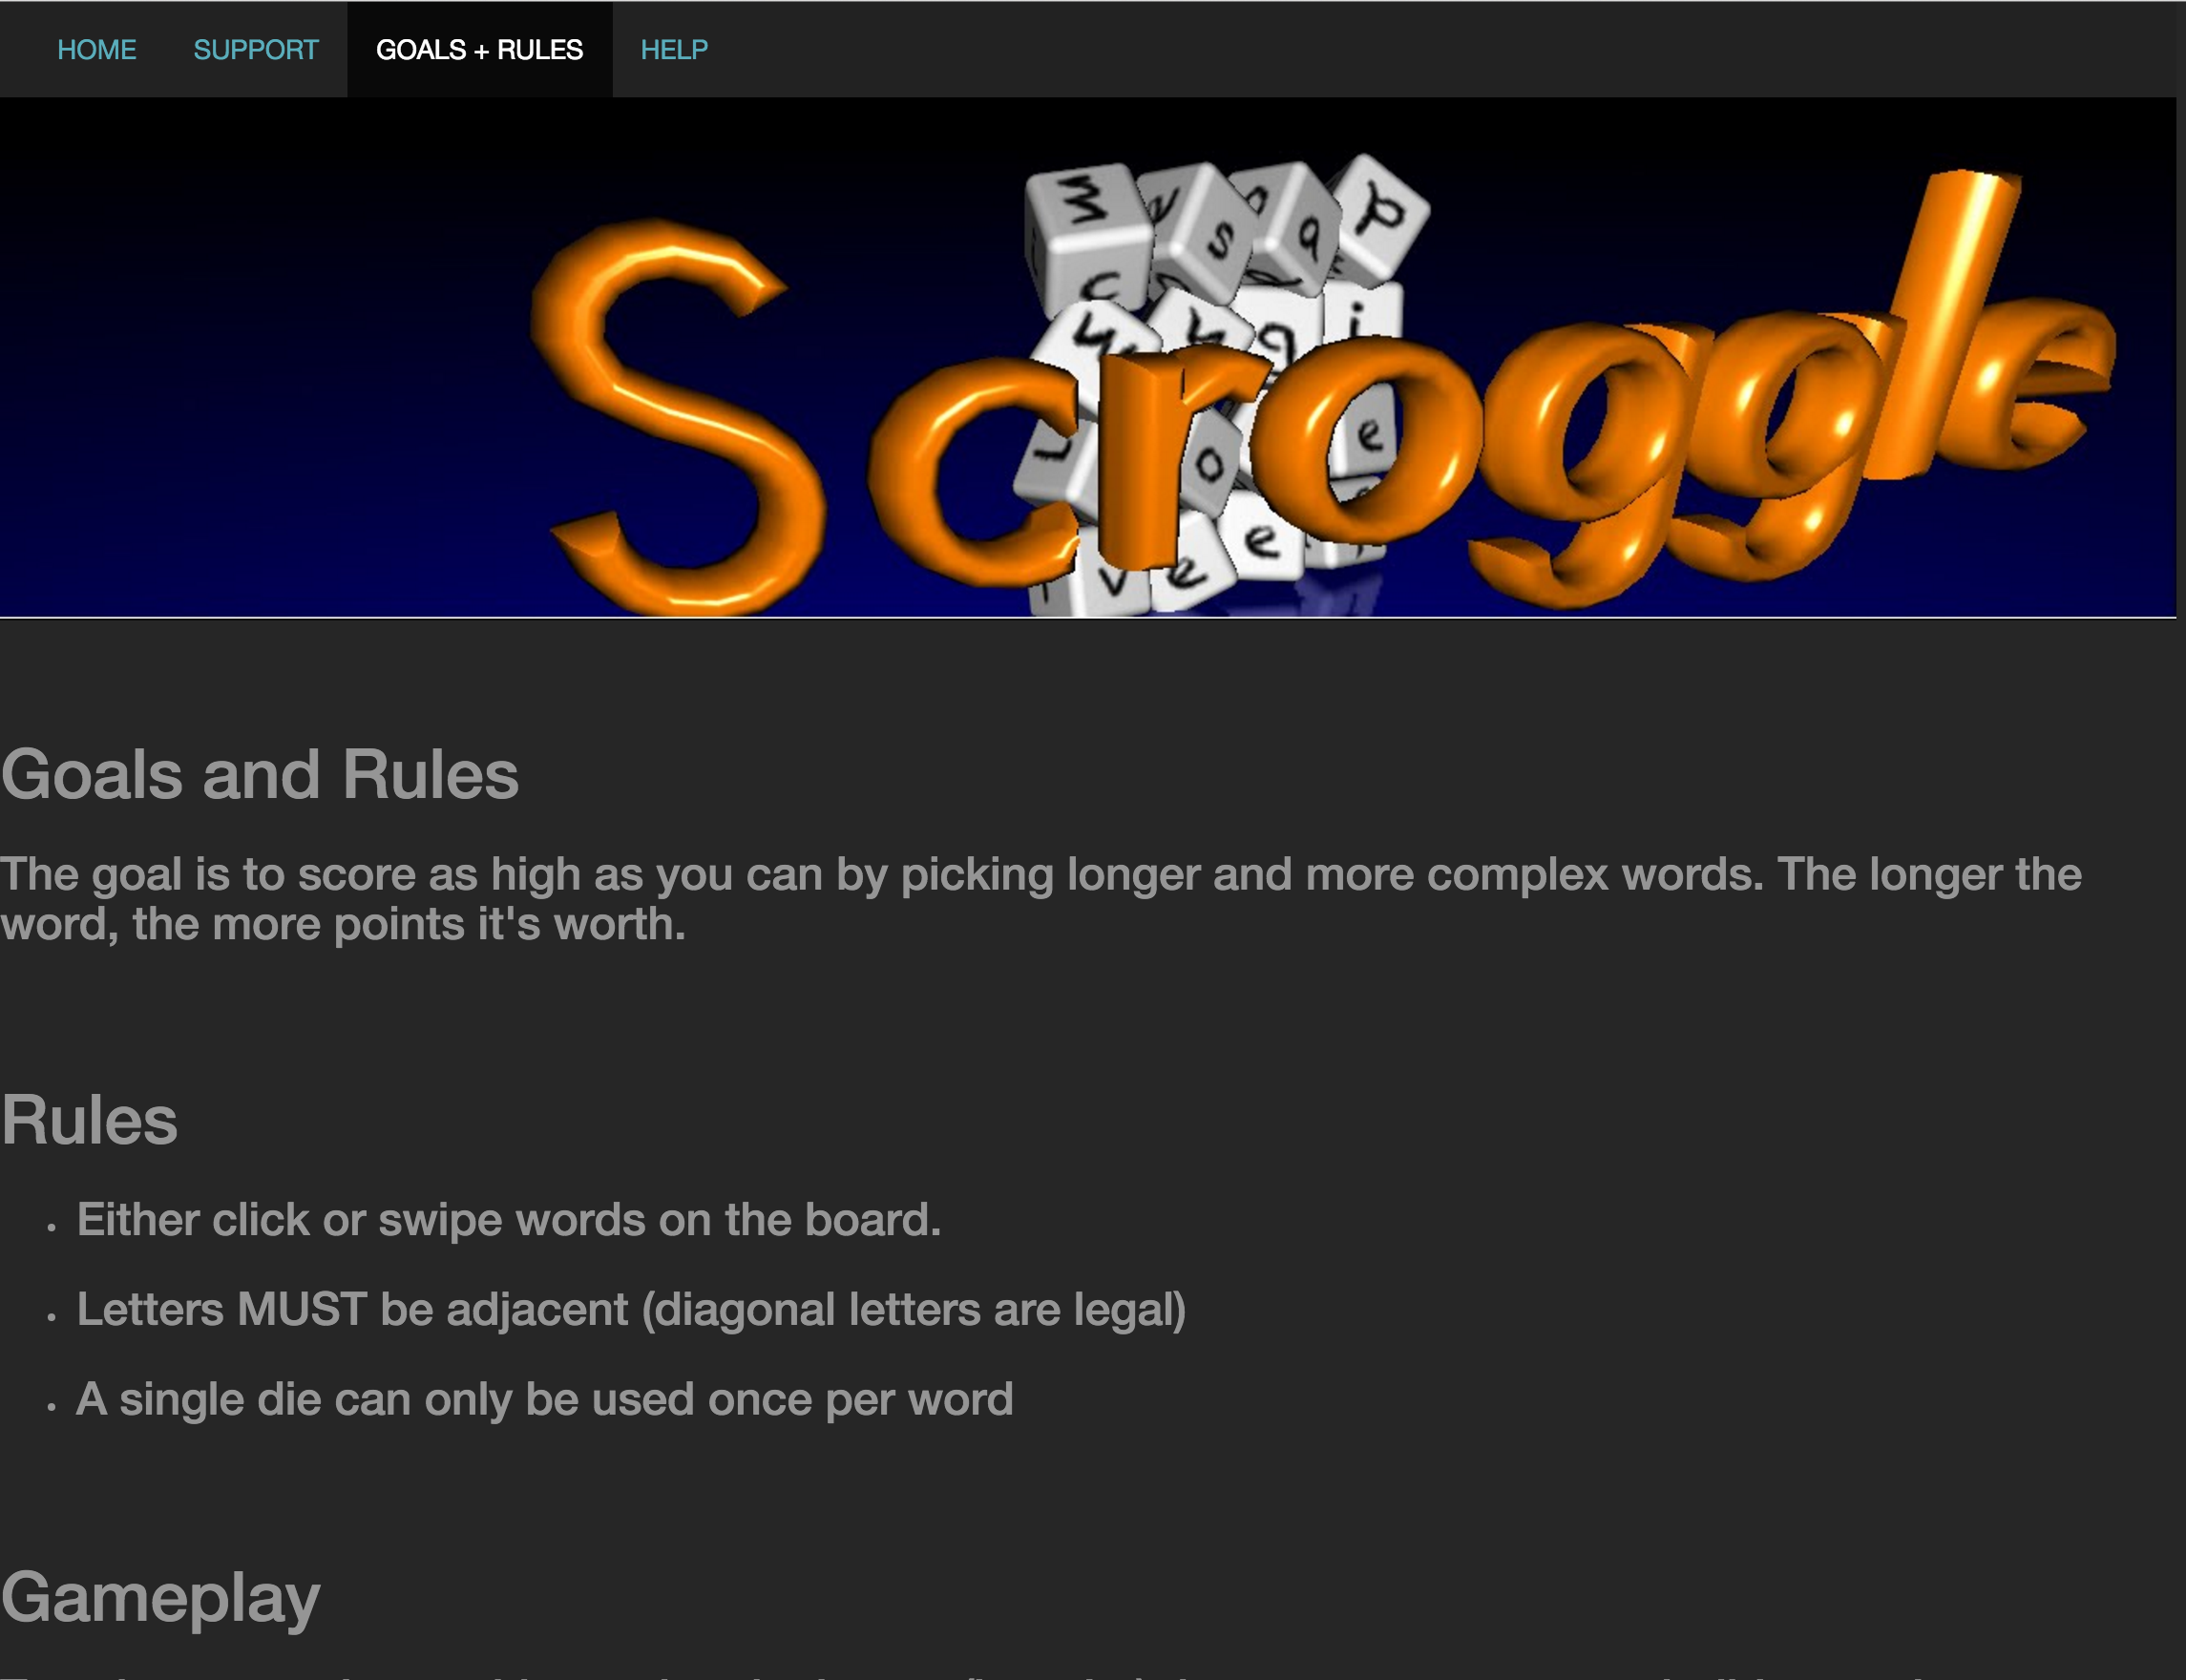 HOME SUPPORT GOALS + RULES HELP
Scroggle
Goals and Rules
The goal is to score as high as you can by picking longer and more complex words. The longer the
word, the more points it's worth.
Rules
• Either click or swipe words on the board.
• Letters MUST be adjacent (diagonal letters are legal)
• A single die can only be used once per word
Gameplay